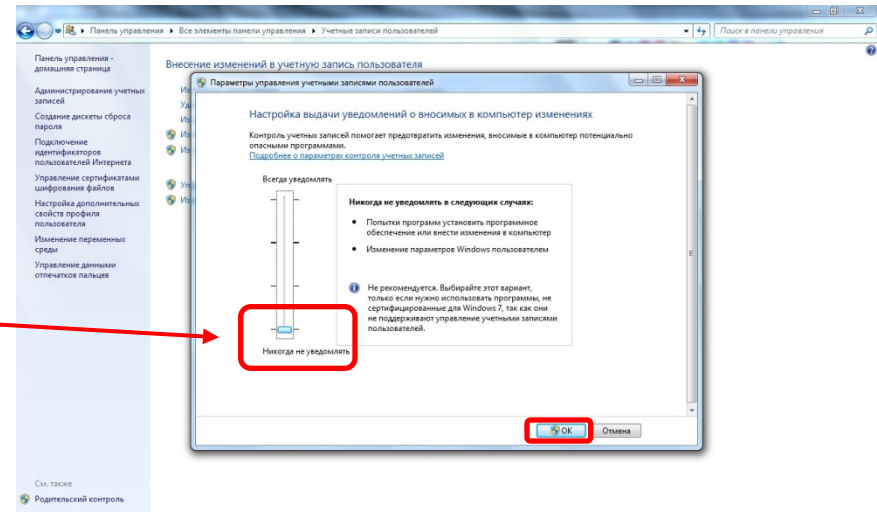 Панель управления ▸ Все элементы панели управления ▸ Учетные записи пользователей
Поиск в панели управления
Панель управления -
домашняя страница
Администрирование учетных
записей
Создание дискеты сброса
пароля
Подключение
идентификаторов
пользователей Интернета
Управление сертификатами
шифрования файлов
Настройка дополнительных
свойств профиля
пользователя
Изменение переменных
среды
Управление данными
отпечатков пальцев
См. также
Родительский контроль
Внесение изменений в учетную запись пользователя
Параметры управления учетными записями пользователей
Настройка выдачи уведомлений о вносимых в компьютер изменениях
Контроль учетных записей помогает предотвратить изменения, вносимые в компьютер потенциально
опасными программами.
Подробнее о параметрах контроля учетных записей
Всегда уведомлять
Никогда не уведомлять в следующих случаях:
• Попытки программ установить программное
обеспечение или внести изменения в компьютер
• Изменение параметров Windows пользователем
Не рекомендуется. Выбирайте этот вариант,
только если нужно использовать программы, не
сертифицированные для Windows 7, так как они
не поддерживают управление учетными записями
пользователей.
Никогда не уведомлять
OK
Отмена